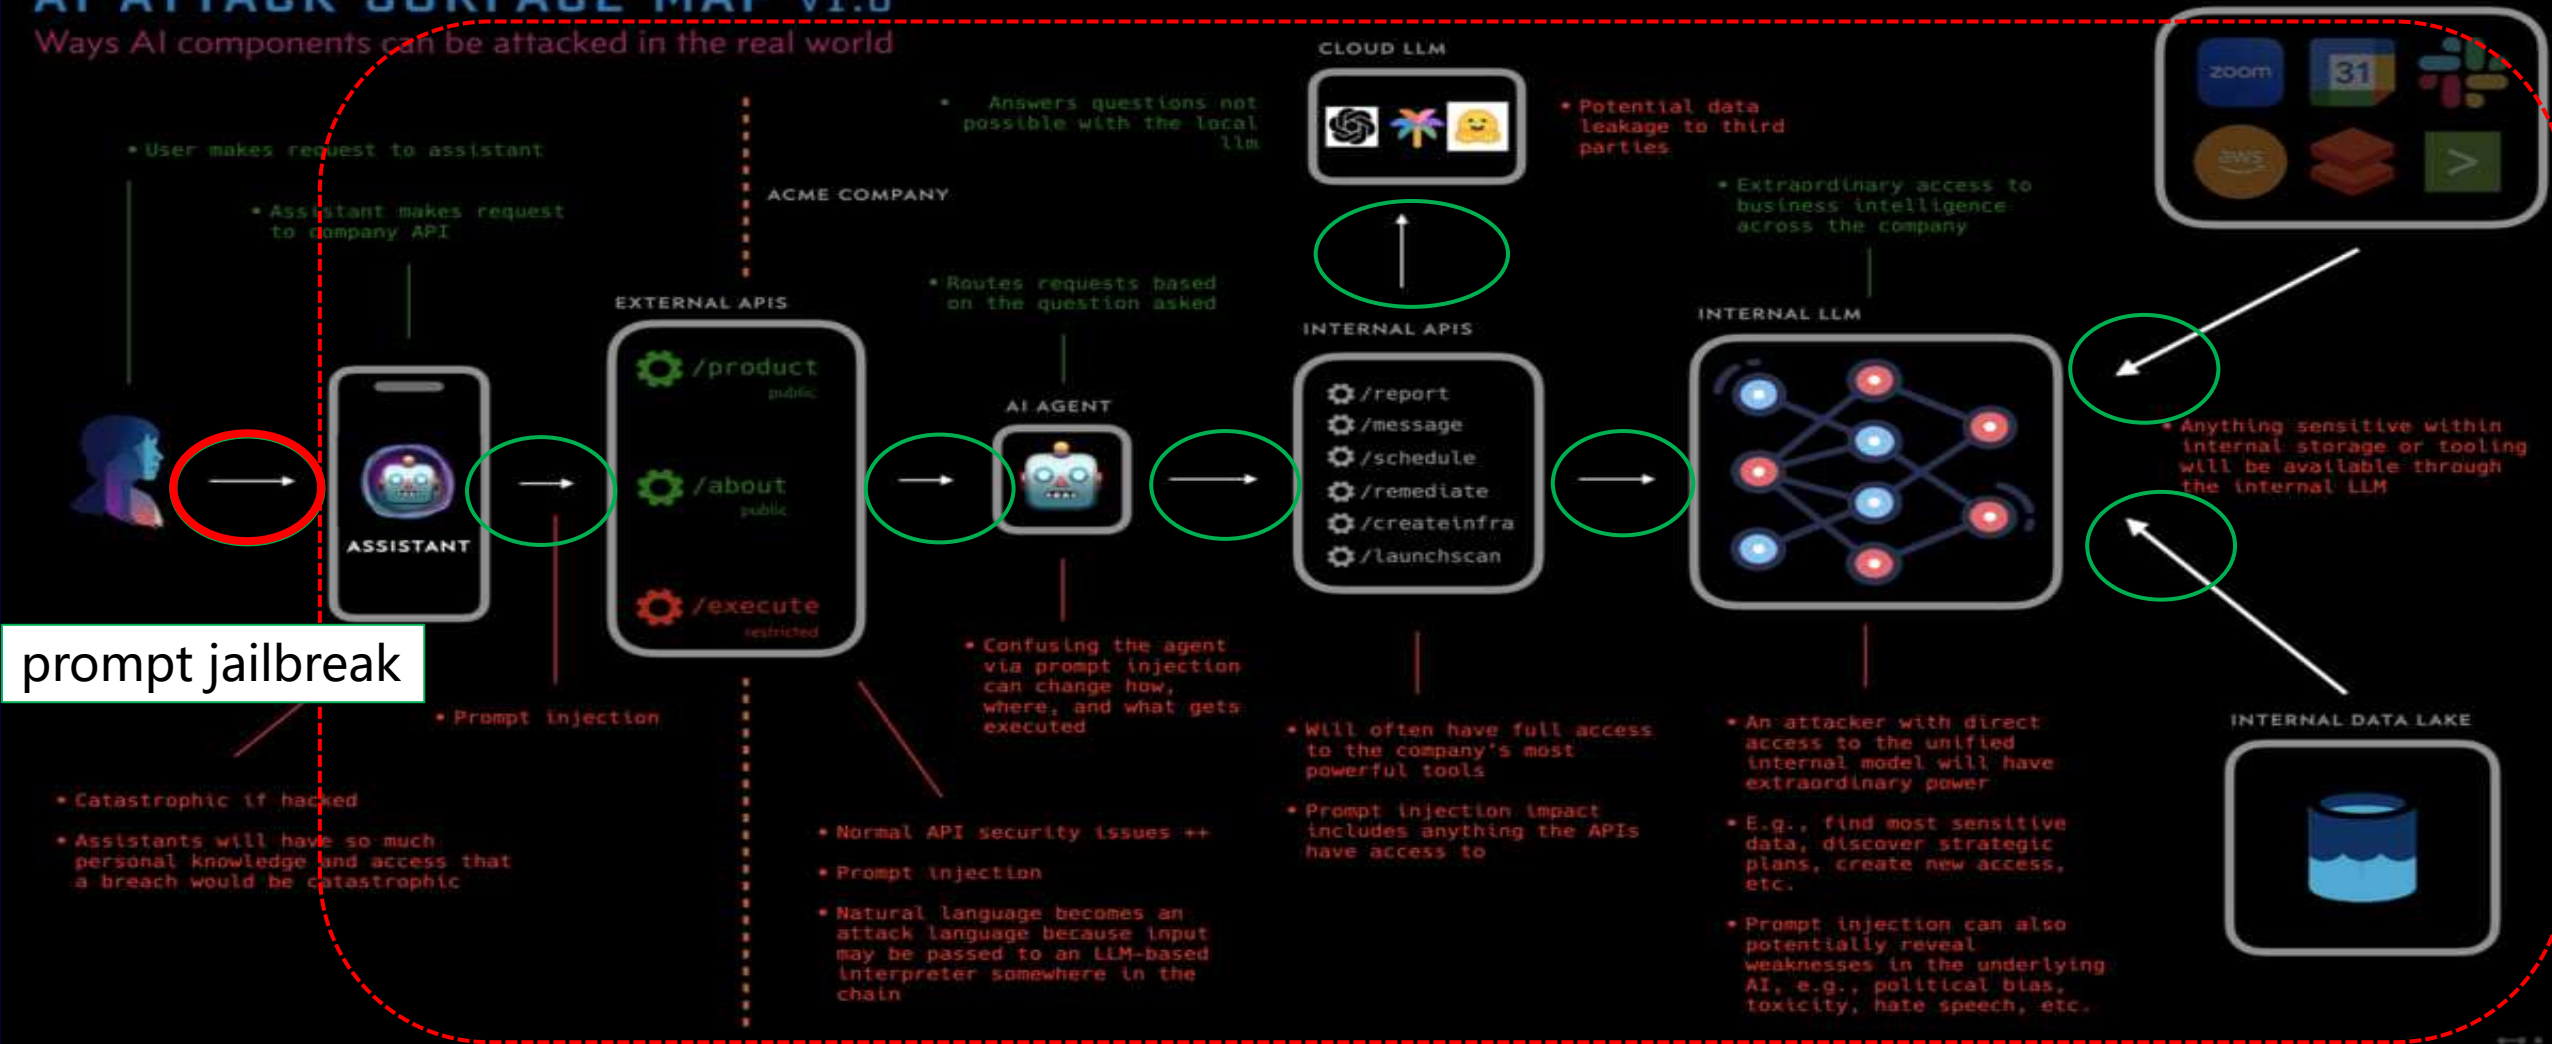 AI ATTACK SURFACE MAP v1.0
Ways AI components can be attacked in the real world
• User makes request to assistant
• Assistant makes request
to company API
ASSISTANT
prompt jailbreak
• Prompt injection
• Catastrophic if hacked
• Assistants will have so much
personal knowledge and access that
a breach would be catastrophic
ACME COMPANY
EXTERNAL APIS
/product
public
/about
public
/execute
restricted
• Normal API security issues ++
• Prompt injection
• Natural language becomes an
attack language because input
may be passed to an LLM-based
interpreter somewhere in the
chain
• Answers questions not
possible with the local
llm
• Routes requests based
on the question asked
AI AGENT
• Confusing the agent
via prompt injection
can change how,
where, and what gets
executed
CLOUD LLM
• Potential data
leakage to third
parties
INTERNAL APIS
/report
/message
/schedule
/remediate
/createinfra
/launchscan
• Will often have full access
to the company's most
powerful tools
• Prompt injection impact
includes anything the APIs
have access to
• Extraordinary access to
business intelligence
across the company
INTERNAL LLM
• An attacker with direct
access to the unified
internal model will have
extraordinary power
• E.g., find most sensitive
data, discover strategic
plans, create new access,
etc.
• Prompt injection can also
potentially reveal
weaknesses in the underlying
AI, e.g., political bias,
toxicity, hate speech, etc.
zoom
31
aws
• Anything sensitive within
internal storage or tooling
will be available through
the internal LLM
INTERNAL DATA LAKE